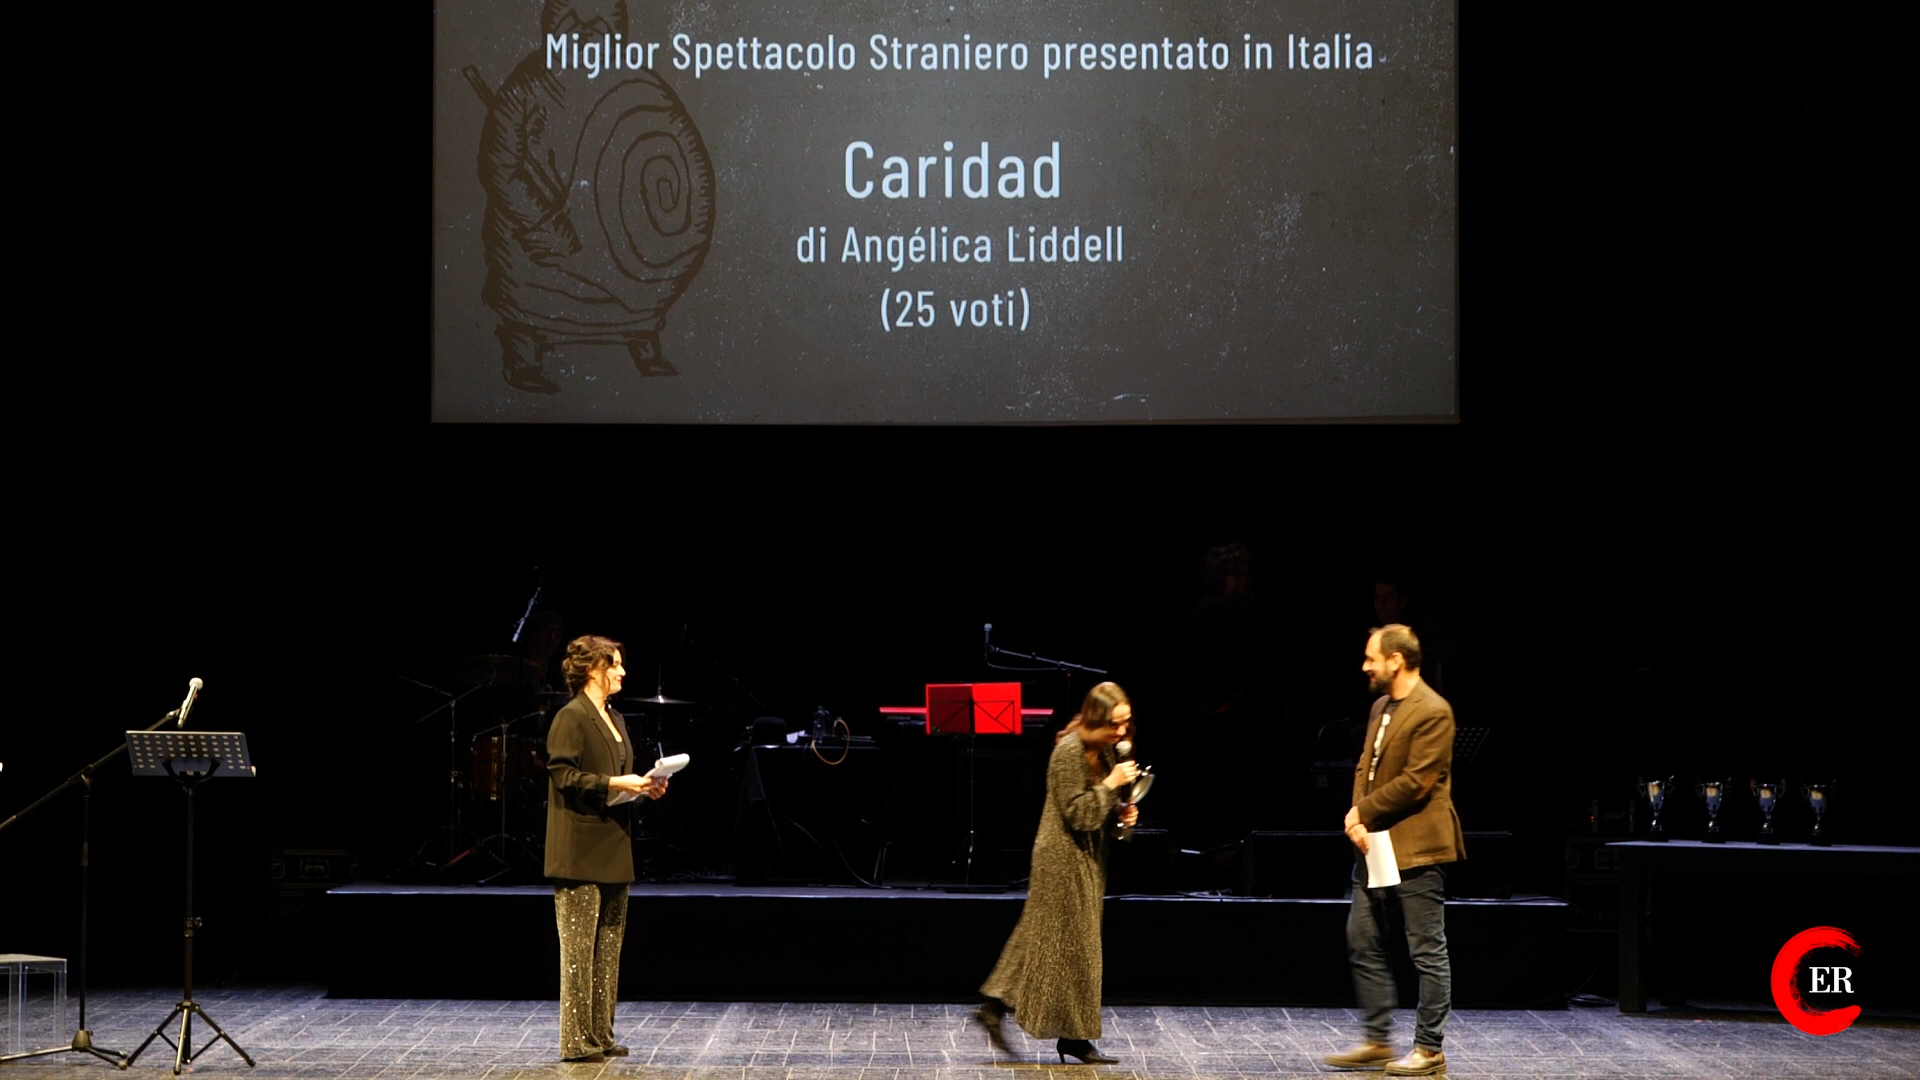 Miglior Spettacolo Straniero presentato in Italia
Caridad
di Angélica Liddell
(25 voti)
ER